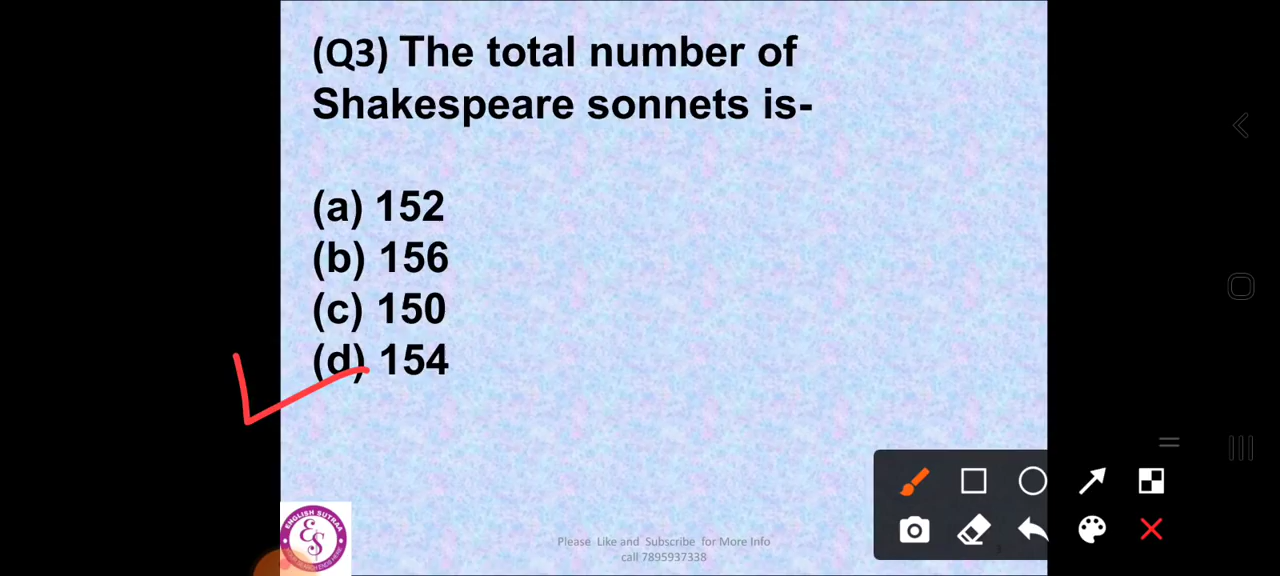 (Q3) The total number of
Shakespeare sonnets is-
(a) 152
(b) 156
(c) 150
(d) 154
ENGLISH SUTRAA
ES
Please Like and Subscribe for More Info
call 7895937338